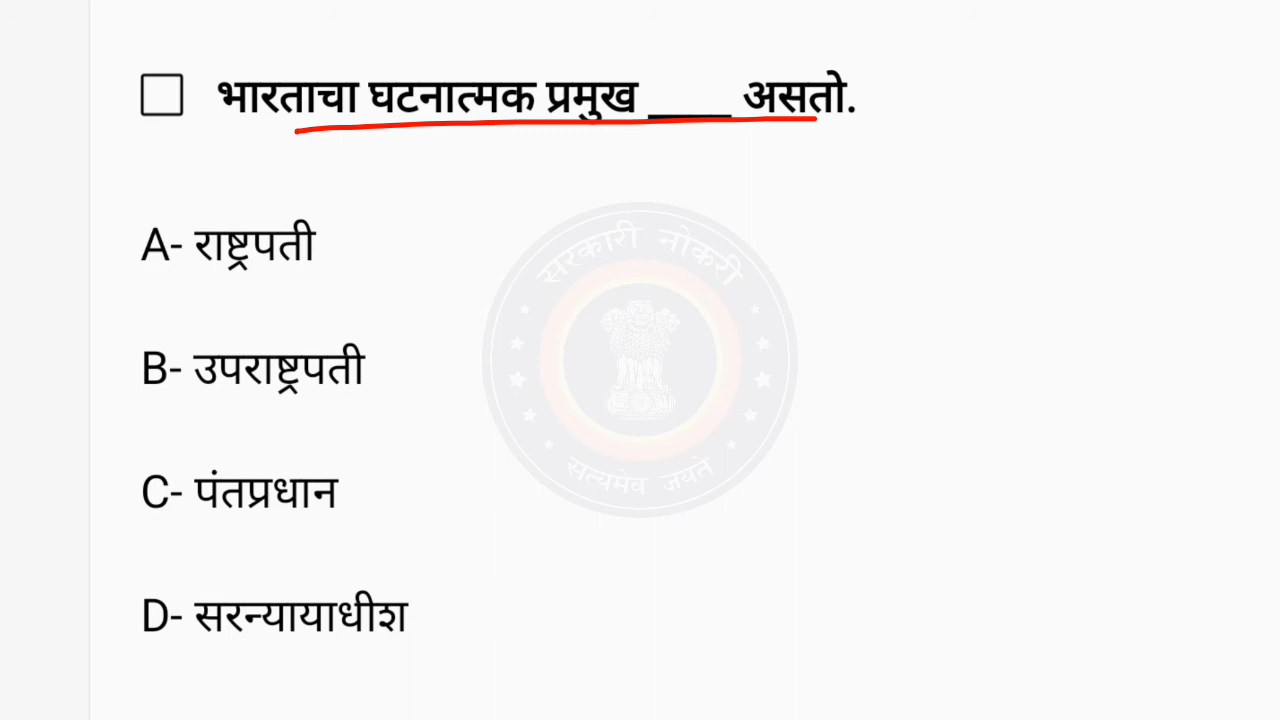 भारताचा घटनात्मक प्रमुख ____ असतो.
A- राष्ट्रपती
सरकारी नोकरी
B- उपराष्ट्रपती
C- पंतप्रधान
सत्यमेव जयते
D- सरन्यायाधीश